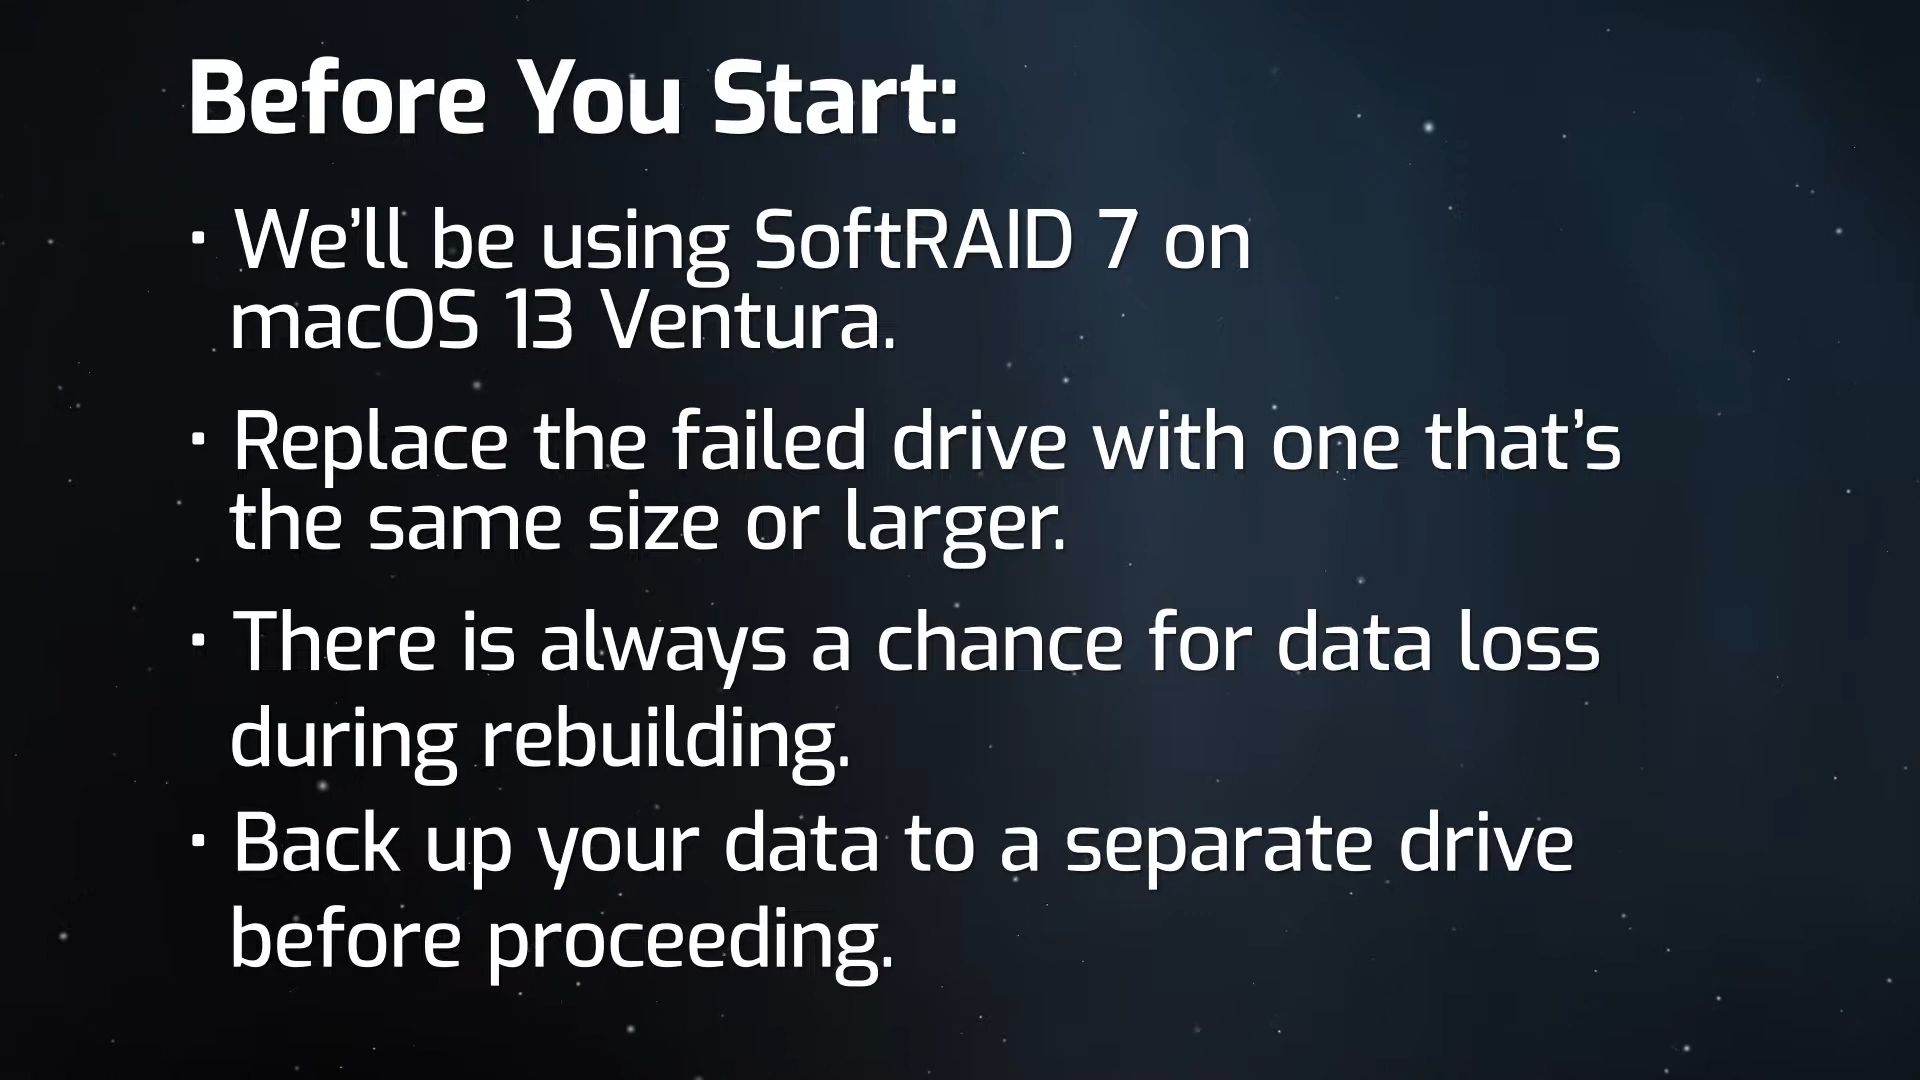 Before You Start:
· We’ll be using SoftRAID 7 on
macOS 13 Ventura.
· Replace the failed drive with one that’s
the same size or larger.
· There is always a chance for data loss
during rebuilding.
· Back up your data to a separate drive
before proceeding.